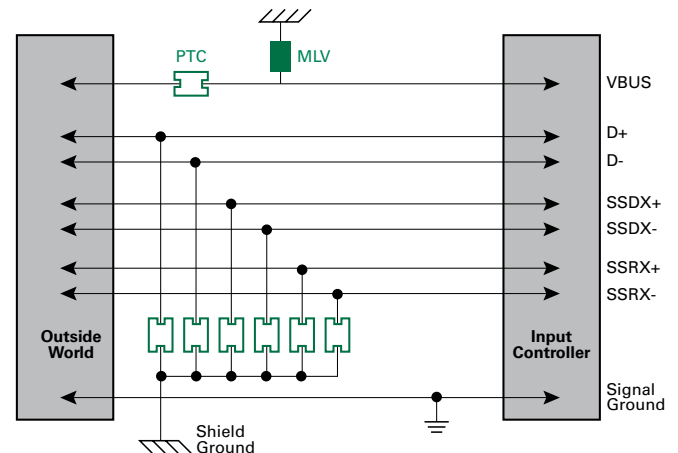 PTC
MLV
VBUS
D+
D-
SSDX+
SSDX-
SSRX+
SSRX-
Outside
World
Input
Controller
Signal
Ground
Shield
Ground